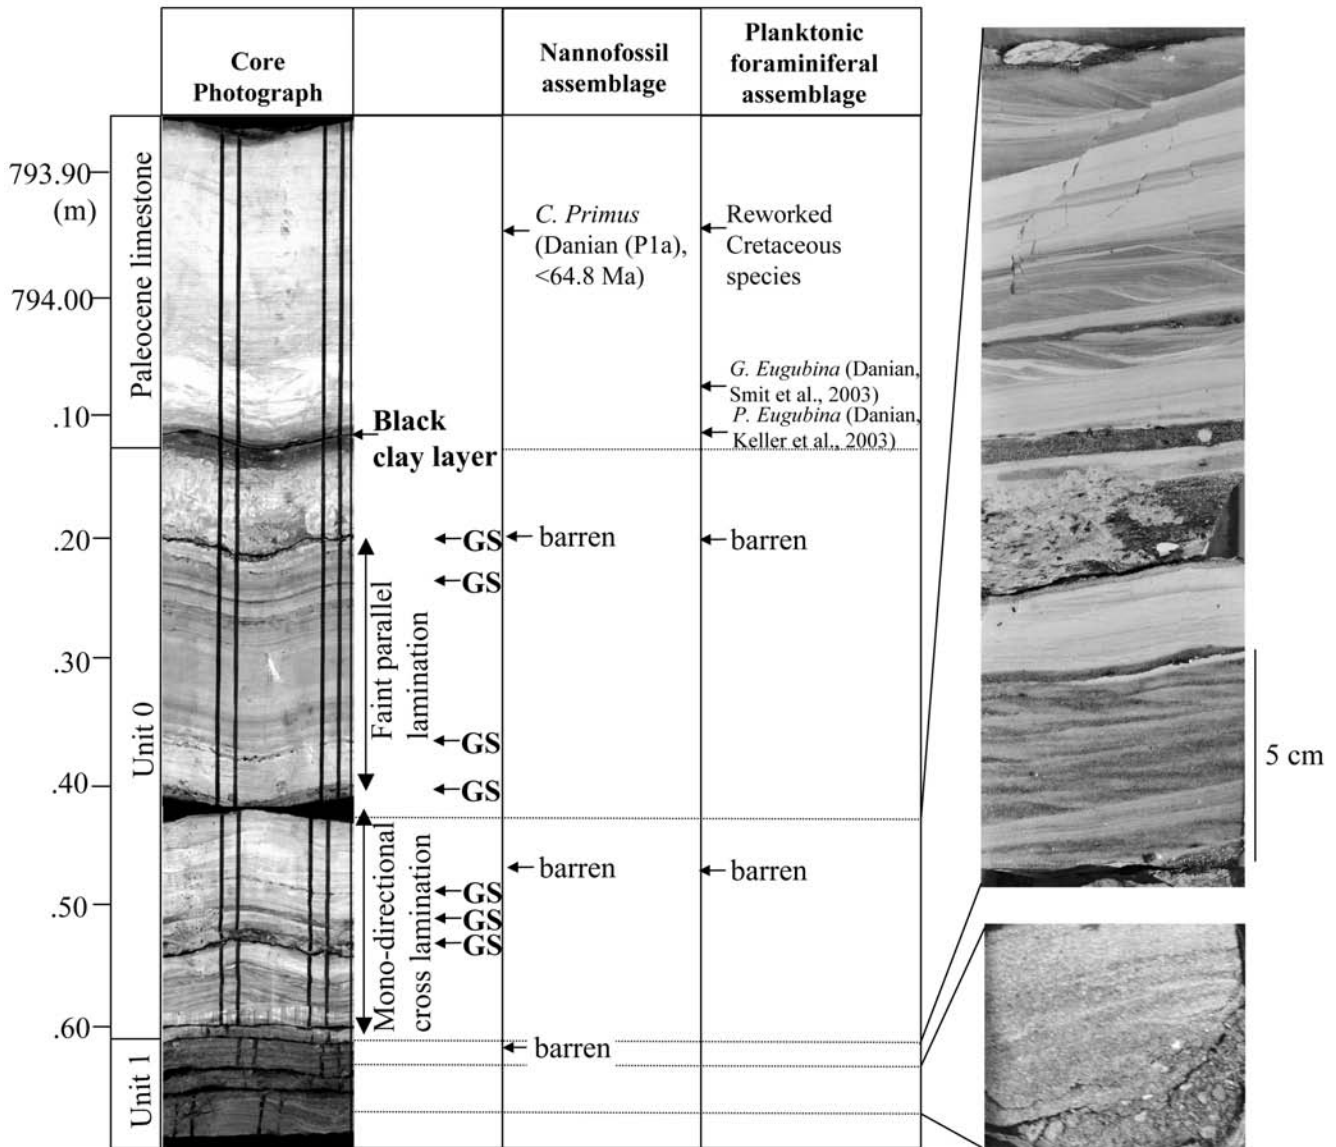 Core
Photograph
Nannofossil
assemblage
Planktonic
foraminiferal
assemblage
793.90
(m)
794.00
.10
.20
.30
.40
.50
.60
Paleocene limestone
Unit 0
Unit 1
Black
clay layer
Faint parallel
lamination
Mono-directional
cross lamination
GS
GS
GS
GS
GS
GS
GS
C. Primus
(Danian (P1a),
<64.8 Ma)
barren
barren
barren
Reworked
Cretaceous
species
G. Eugubina (Danian,
Smit et al., 2003)
P. Eugubina (Danian,
Keller et al., 2003)
barren
barren
5 cm